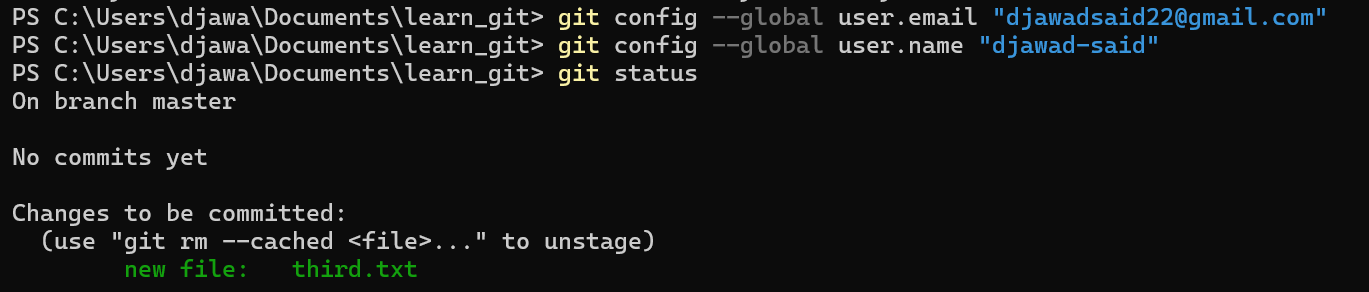 PS C:\Users\djawa\Documents\learn_git> git config --global user.email "djawadsaid22@gmail.com"
PS C:\Users\djawa\Documents\learn_git> git config --global user.name "djawad-said"
PS C:\Users\djawa\Documents\learn_git> git status
On branch master
No commits yet
Changes to be committed:
(use "git rm --cached <file>..." to unstage)
new file: third.txt